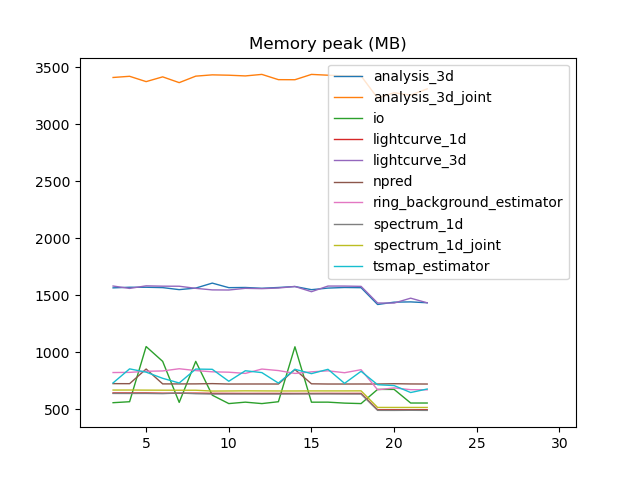 Memory peak (MB)
3500
3000
2500
2000
1500
1000
500
5
10
15
20
25
30
analysis_3d
analysis_3d_joint
io
lightcurve_1d
lightcurve_3d
npred
ring_background_estimator
spectrum_1d
spectrum_1d_joint
tsmap_estimator